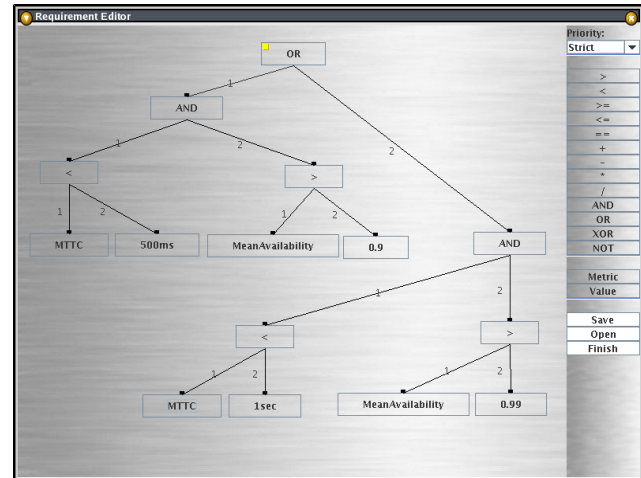 Requirement Editor
Priority:
Strict
>
<
>=
<=
==
+
-
*
/
AND
OR
XOR
NOT
Metric
Value
Save
Open
Finish
OR
1
2
AND
1
2
<
>
1
2
1
2
MTTC
500ms
MeanAvailability
0.9
AND
1
2
<
>
1
2
1
2
MTTC
1sec
MeanAvailability
0.99